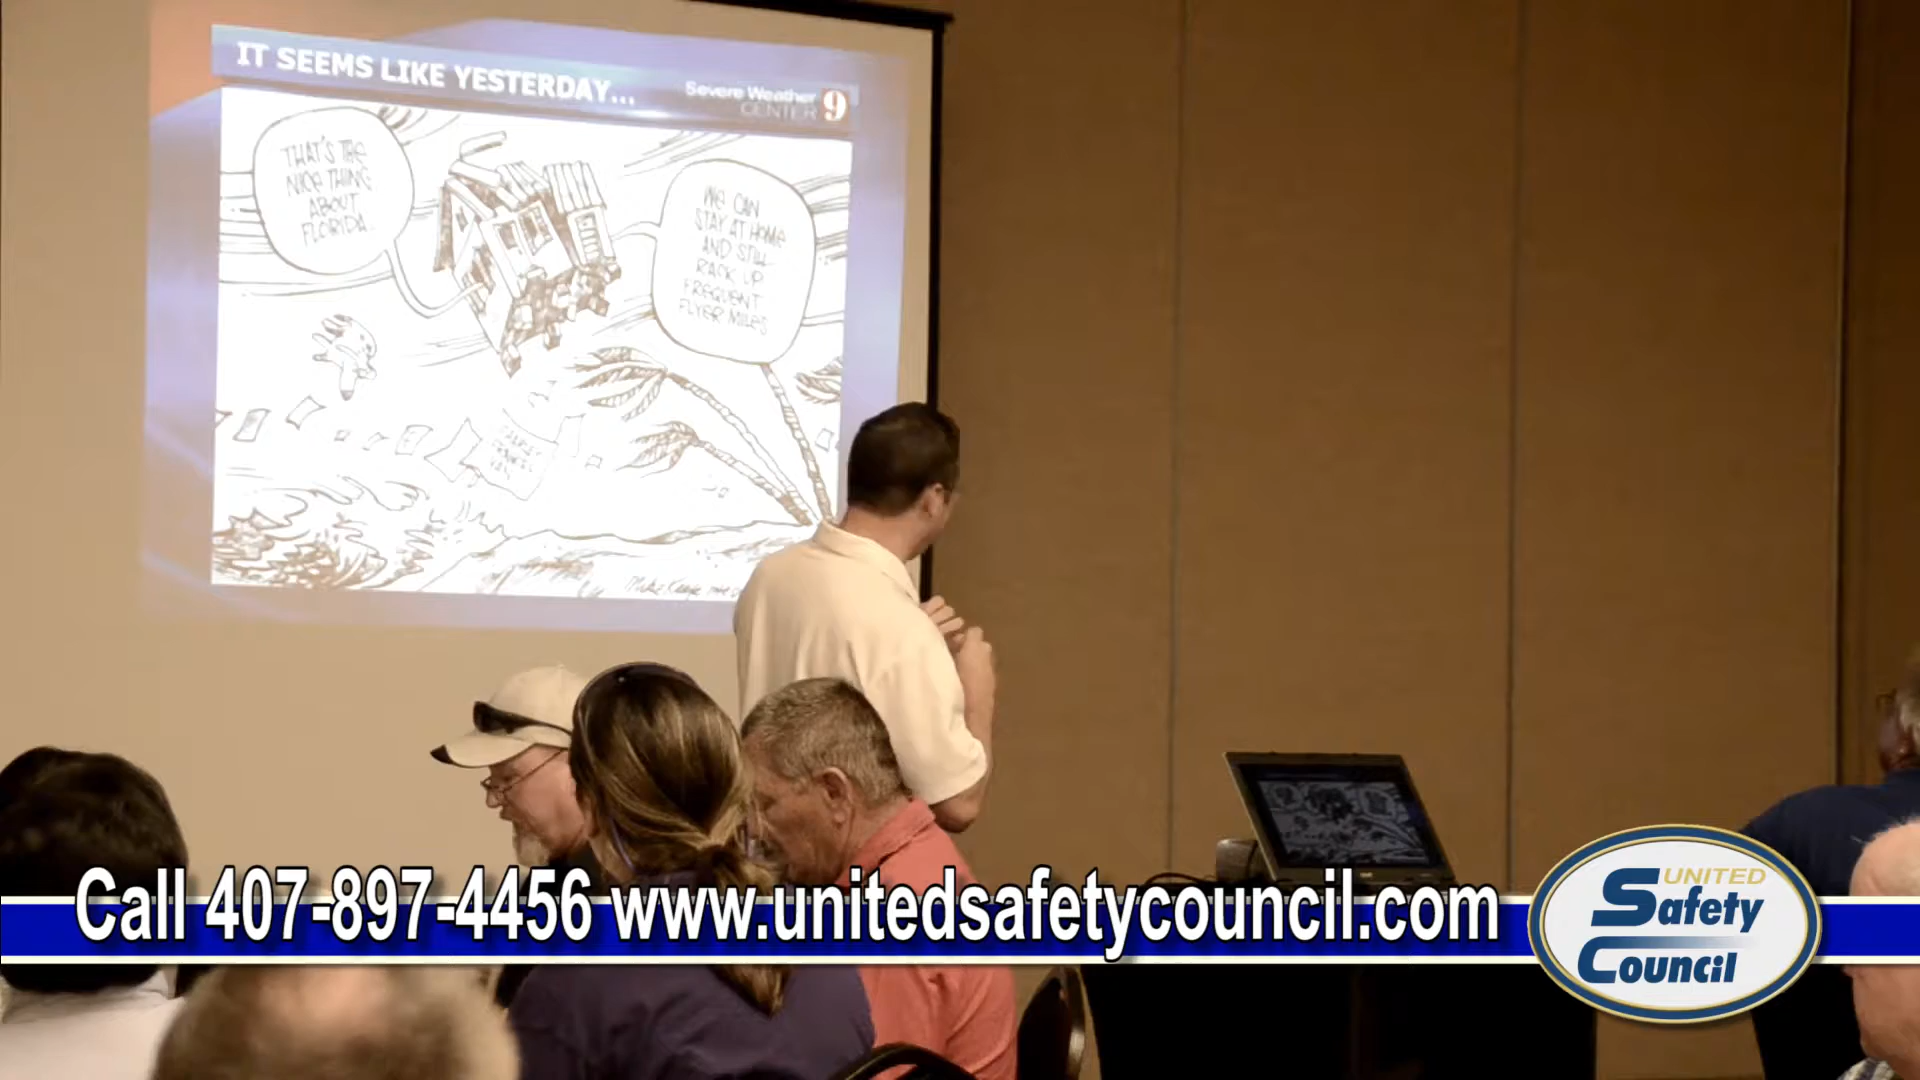 IT SEEMS LIKE YESTERDAY...
Severe Weather
CENTER 9
THAT'S THE
NICE THING
ABOUT
FLORIDA.
WE CAN
STAY AT HOME
AND STILL
RACK UP
FREQUENT
FLYER MILES
Call 407-897-4456 www.unitedsafetycouncil.com
UNITED
Safety
Council